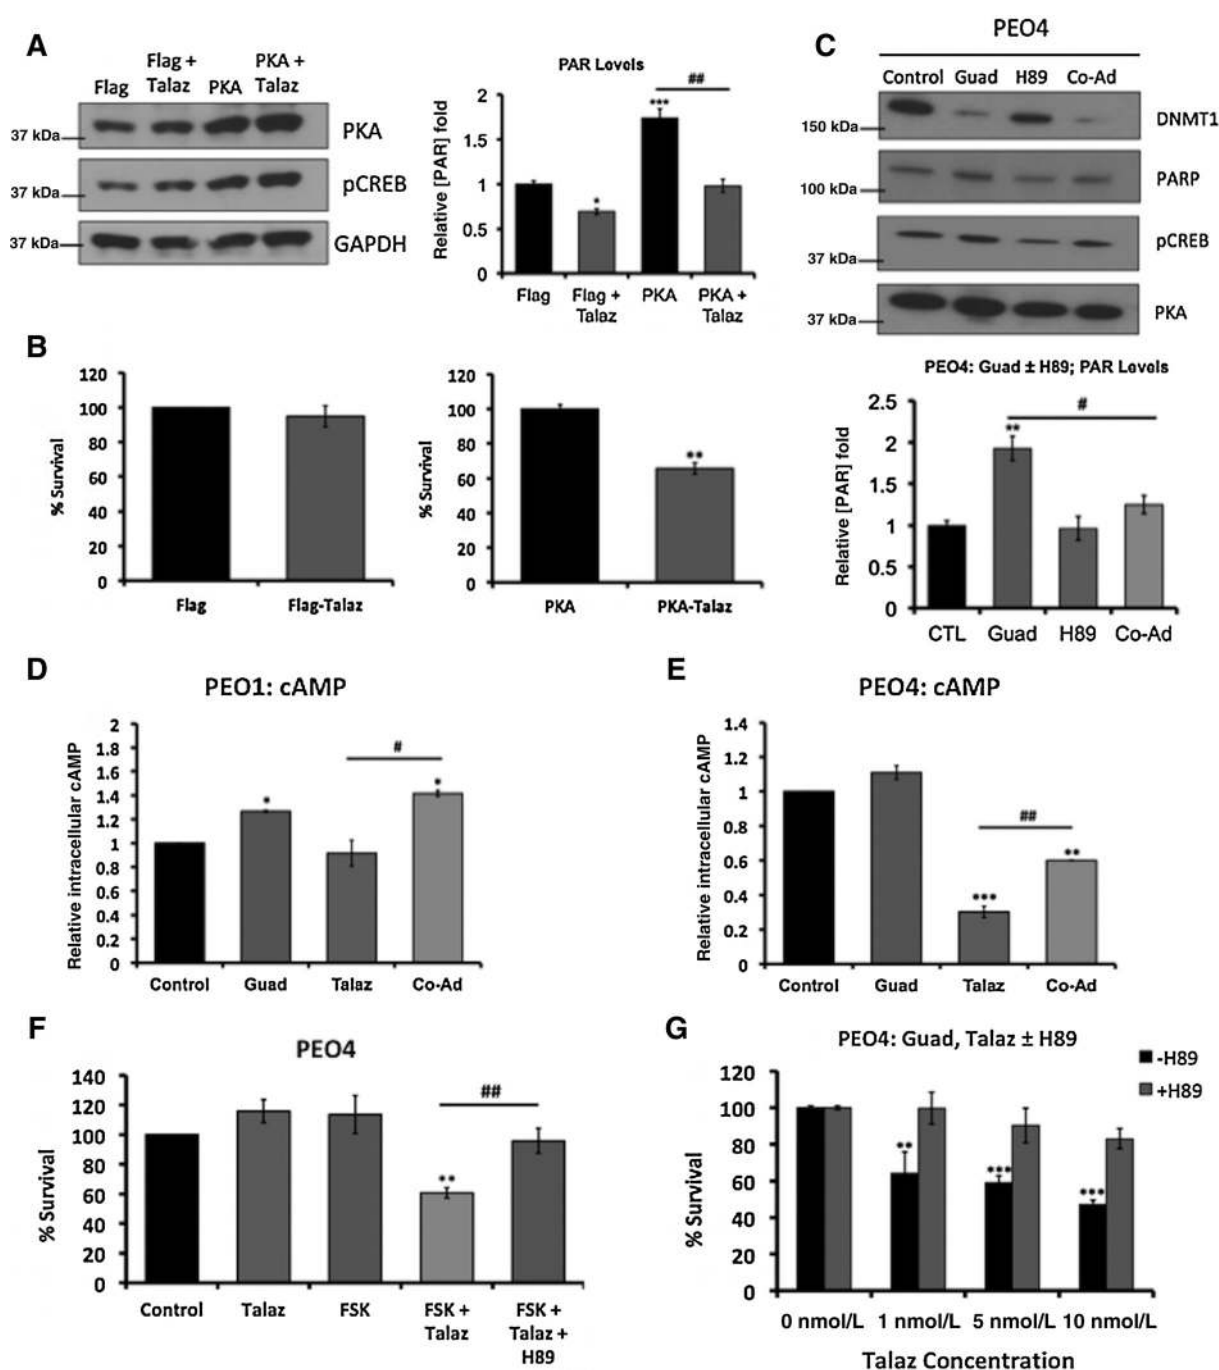 A
Flag
Flag +
Talaz
PKA
PKA +
Talaz
37 kDa
PKA
37 kDa
pCREB
37 kDa
GAPDH
PAR Levels
Relative [PAR] fold
2
1.5
1
0.5
0
*
***
##
Flag
Flag +
Talaz
PKA
PKA +
Talaz
B
% Survival
120
100
80
60
40
20
0
Flag
Flag-Talaz
% Survival
120
100
80
60
40
20
0
**
PKA
PKA-Talaz
C
PEO4
Control Guad H89 Co-Ad
150 kDa
DNMT1
100 kDa
PARP
37 kDa
pCREB
37 kDa
PKA
PEO4: Guad ± H89; PAR Levels
Relative [PAR] fold
2.5
2
1.5
1
0.5
0
**
#
CTL Guad H89 Co-Ad
D
PEO1: cAMP
Relative intracellular cAMP
2
1.8
1.6
1.4
1.2
1
0.8
0.6
0.4
0.2
0
*
#
*
Control Guad Talaz Co-Ad
E
PEO4: cAMP
Relative intracellular cAMP
1.4
1.2
1
0.8
0.6
0.4
0.2
0
***
##
**
Control Guad Talaz Co-Ad
F
PEO4
% Survival
140
120
100
80
60
40
20
0
**
##
Control
Talaz
FSK
FSK +
Talaz
FSK +
Talaz +
H89
G
PEO4: Guad, Talaz ± H89
-H89
+H89
% Survival
120
100
80
60
40
20
0
**
***
***
0 nmol/L 1 nmol/L 5 nmol/L 10 nmol/L
Talaz Concentration